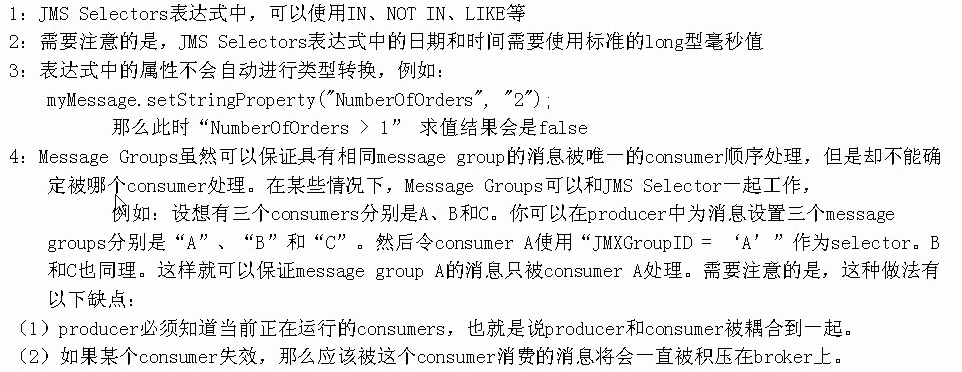 1：JMS Selectors表达式中，可以使用IN、NOT IN、LIKE等
2：需要注意的是，JMS Selectors表达式中的日期和时间需要使用标准的long型毫秒值
3：表达式中的属性不会自动进行类型转换，例如：
myMessage.setStringProperty("NumberOfOrders", "2");
那么此时“NumberOfOrders > 1” 求值结果会是false
4：Message Groups虽然可以保证具有相同message group的消息被唯一的consumer顺序处理，但是却不能确
定被哪个consumer处理。在某些情况下，Message Groups可以和JMS Selector一起工作，
例如：设想有三个consumers分别是A、B和C。你可以在producer中为消息设置三个message
groups分别是“A”、“B”和“C”。然后令consumer A使用“JMXGroupID = ‘A’”作为selector。B
和C也同理。这样就可以保证message group A的消息只被consumer A处理。需要注意的是，这种做法有
以下缺点：
（1）producer必须知道当前正在运行的consumers，也就是说producer和consumer被耦合到一起。
（2）如果某个consumer失效，那么应该被这个consumer消费的消息将会一直被积压在broker上。